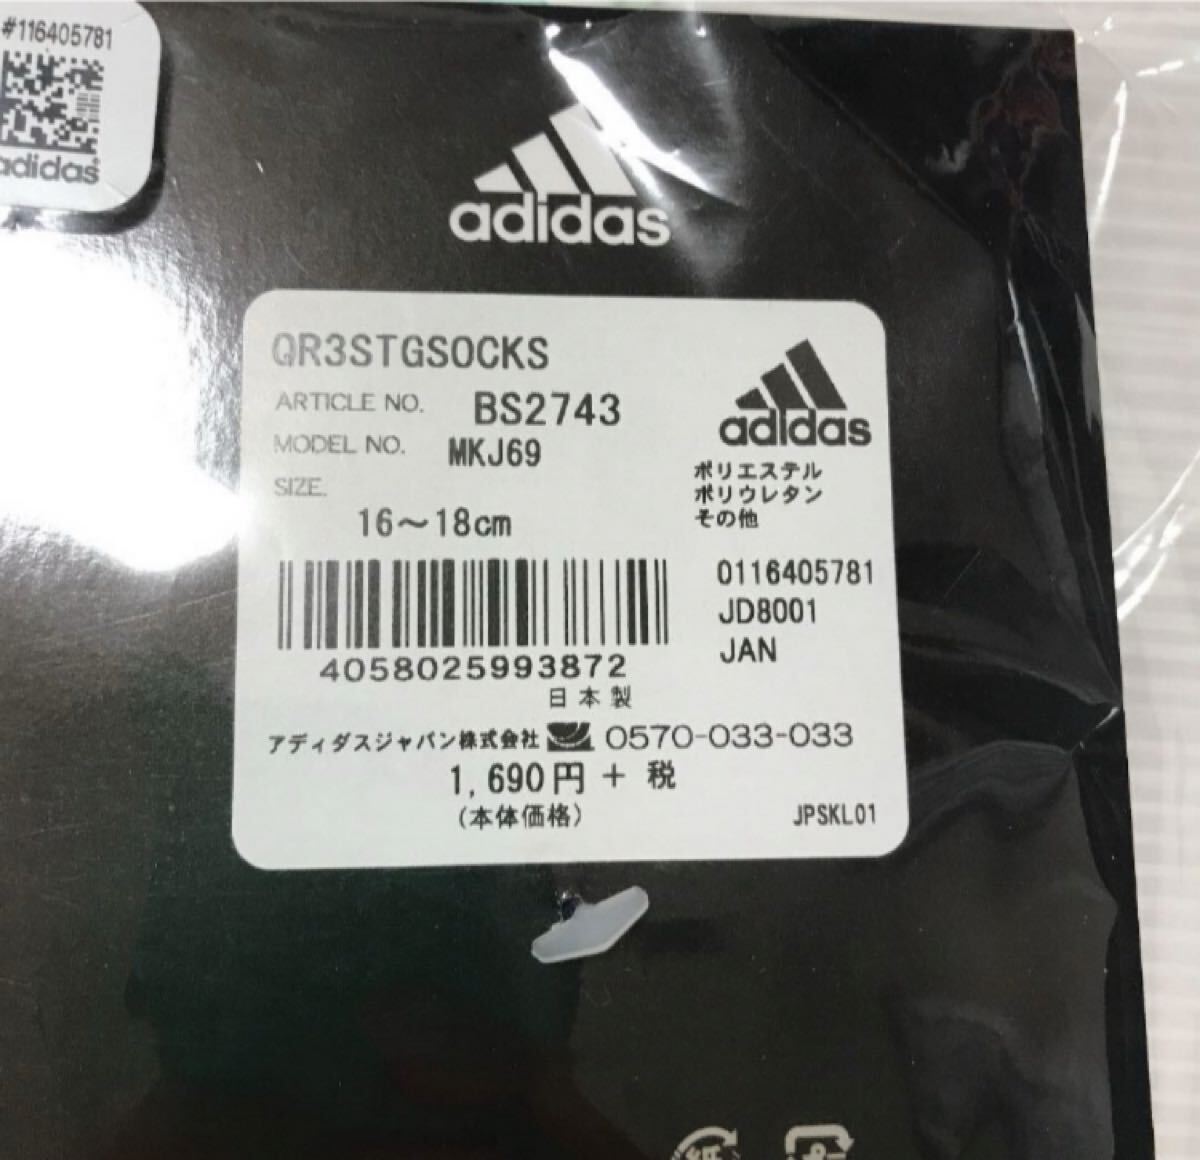 #116405781
adidas
adidas
QR3STGSOCKS
ARTICLE NO. BS2743
MODEL NO. MKJ69
SIZE.
16～18cm
adidas
ポリエステル
ポリウレタン
その他
0116405781
JD8001
JAN
4058025993872
日本製
アディダスジャパン株式会社 0570-033-033
1,690円 + 税
(本体価格)
JPSKL01